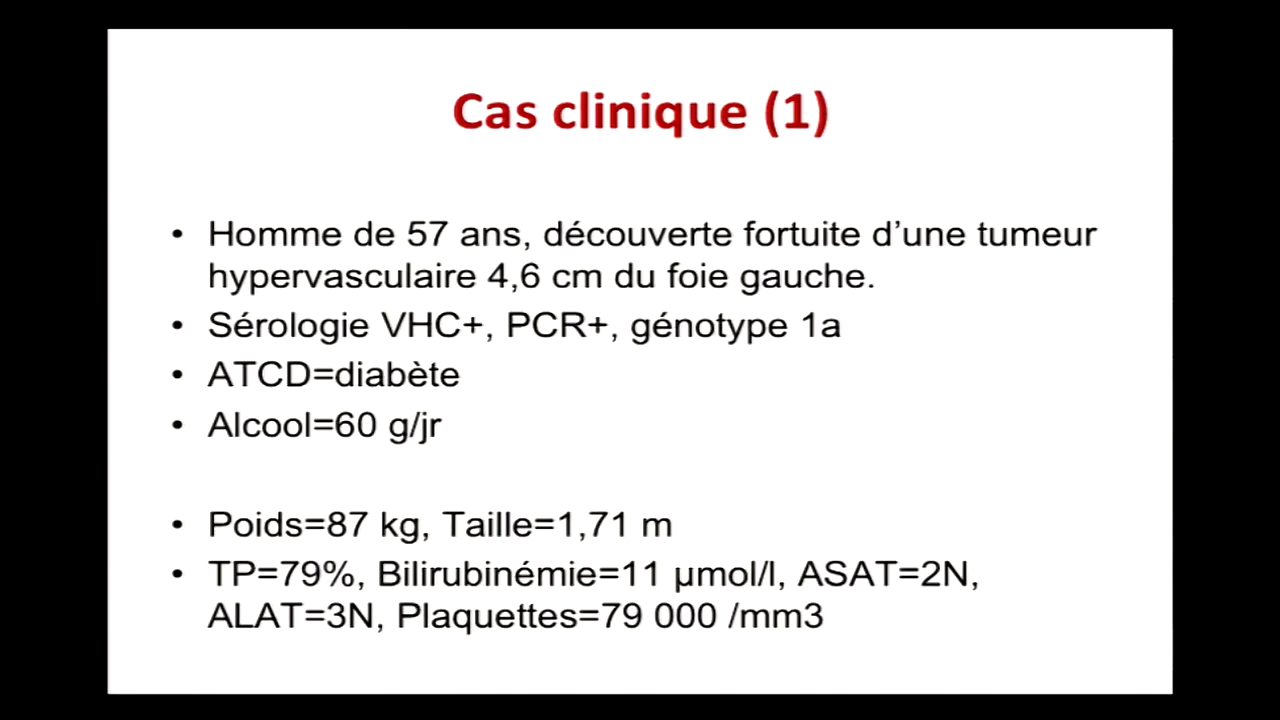 Cas clinique (1)
• Homme de 57 ans, découverte fortuite d’une tumeur
hypervasculaire 4,6 cm du foie gauche.
• Sérologie VHC+, PCR+, génotype 1a
• ATCD=diabète
• Alcool=60 g/jr
• Poids=87 kg, Taille=1,71 m
• TP=79%, Bilirubinémie=11 µmol/l, ASAT=2N,
ALAT=3N, Plaquettes=79 000 /mm3